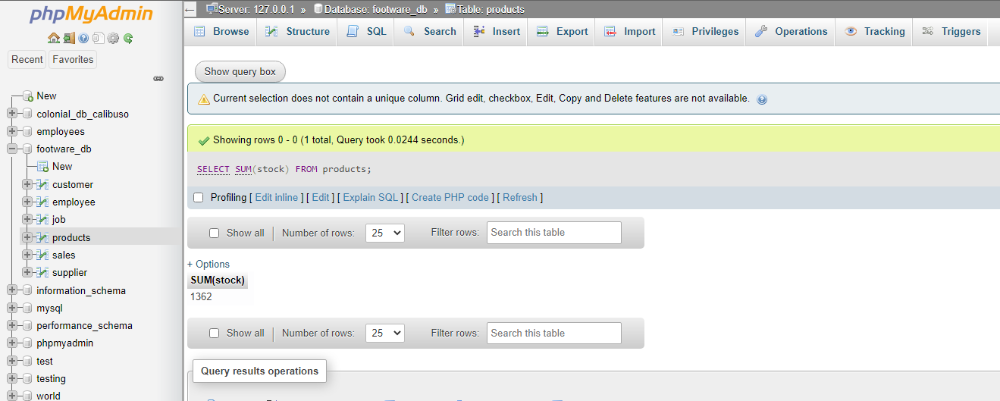 phpMyAdmin
Recent Favorites
New
colonial_db_calibuso
employees
footware_db
New
customer
employee
job
products
sales
supplier
information_schema
mysql
performance_schema
phpmyadmin
test
testing
world
Server: 127.0.0.1 » Database: footware_db » Table: products
Browse Structure SQL Search Insert Export Import Privileges Operations Tracking Triggers
Show query box
Current selection does not contain a unique column. Grid edit, checkbox, Edit, Copy and Delete features are not available.
Showing rows 0 - 0 (1 total, Query took 0.0244 seconds.)
SELECT SUM(stock) FROM products;
Profiling [ Edit inline ] [ Edit ] [ Explain SQL ] [ Create PHP code ] [ Refresh ]
Show all Number of rows: 25 Filter rows: Search this table
+ Options
SUM(stock)
1362
Show all Number of rows: 25 Filter rows: Search this table
Query results operations